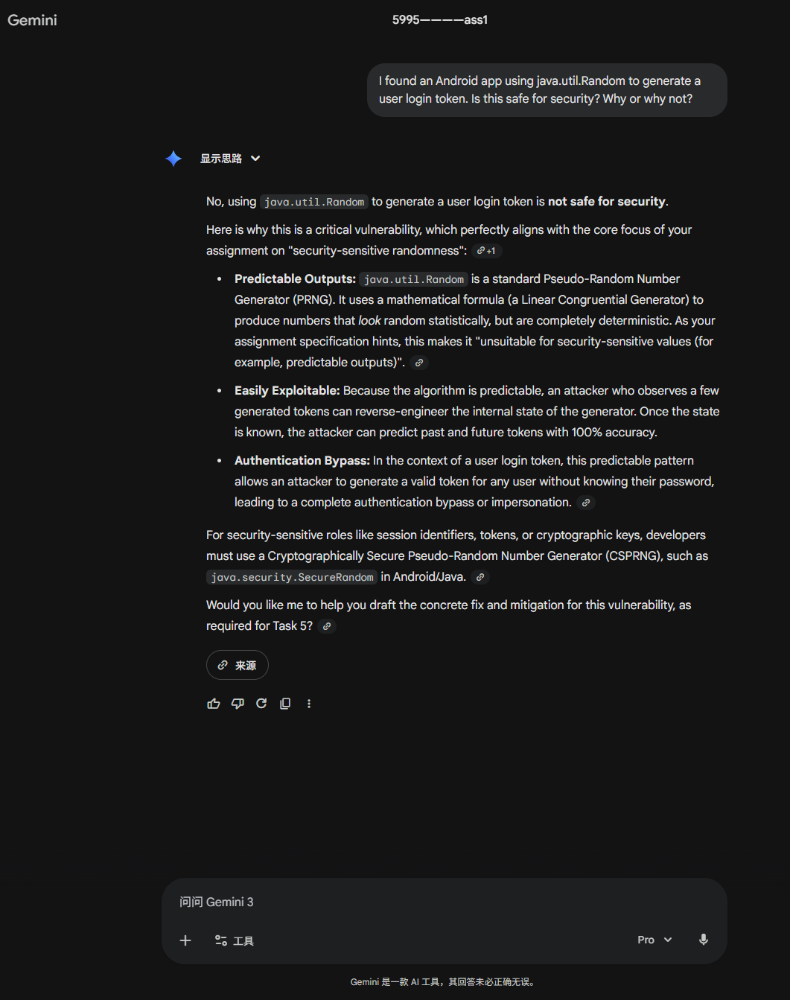 Gemini
5995————ass1
I found an Android app using java.util.Random to generate a
user login token. Is this safe for security? Why or why not?
显示思路
No, using java.util.Random to generate a user login token is not safe for security.
Here is why this is a critical vulnerability, which perfectly aligns with the core focus of your
assignment on "security-sensitive randomness": +1
• Predictable Outputs: java.util.Random is a standard Pseudo-Random Number
Generator (PRNG). It uses a mathematical formula (a Linear Congruential Generator) to
produce numbers that look random statistically, but are completely deterministic. As your
assignment specification hints, this makes it "unsuitable for security-sensitive values (for
example, predictable outputs)".
• Easily Exploitable: Because the algorithm is predictable, an attacker who observes a few
generated tokens can reverse-engineer the internal state of the generator. Once the state
is known, the attacker can predict past and future tokens with 100% accuracy.
• Authentication Bypass: In the context of a user login token, this predictable pattern
allows an attacker to generate a valid token for any user without knowing their password,
leading to a complete authentication bypass or impersonation.
For security-sensitive roles like session identifiers, tokens, or cryptographic keys, developers
must use a Cryptographically Secure Pseudo-Random Number Generator (CSPRNG), such as
java.security.SecureRandom in Android/Java.
Would you like me to help you draft the concrete fix and mitigation for this vulnerability, as
required for Task 5?
来源
问问 Gemini 3
工具
Pro
Gemini 是一款 AI 工具，其回答未必正确无误。